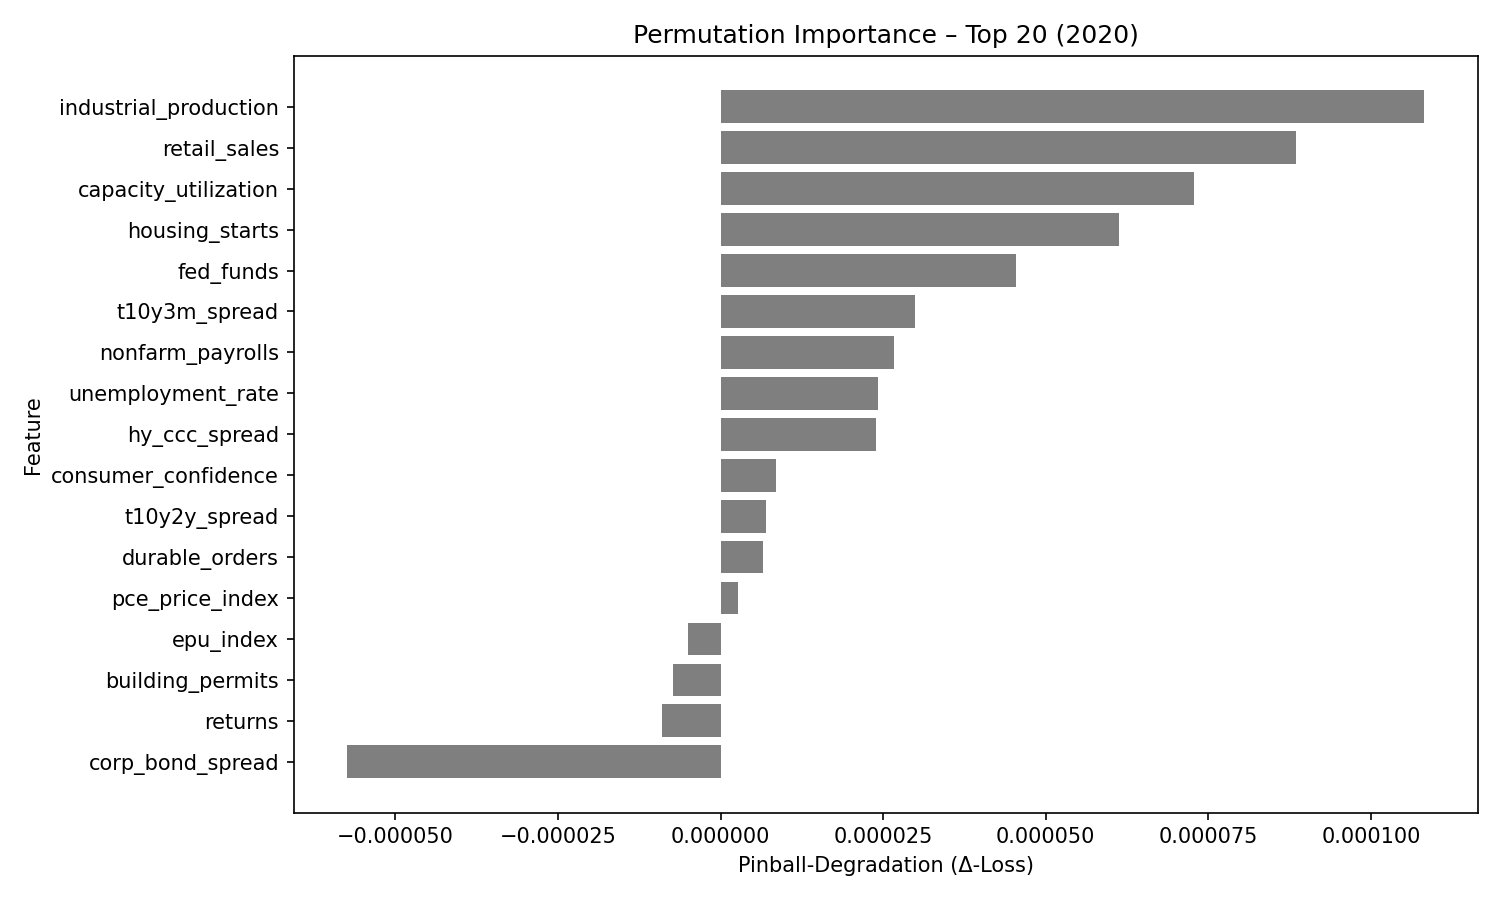 Permutation Importance – Top 20 (2020)
industrial_production
retail_sales
capacity_utilization
housing_starts
fed_funds
t10y3m_spread
nonfarm_payrolls
unemployment_rate
hy_ccc_spread
consumer_confidence
t10y2y_spread
durable_orders
pce_price_index
epu_index
building_permits
returns
corp_bond_spread
Feature
−0.000050 −0.000025 0.000000 0.000025 0.000050 0.000075 0.000100
Pinball-Degradation (Δ-Loss)